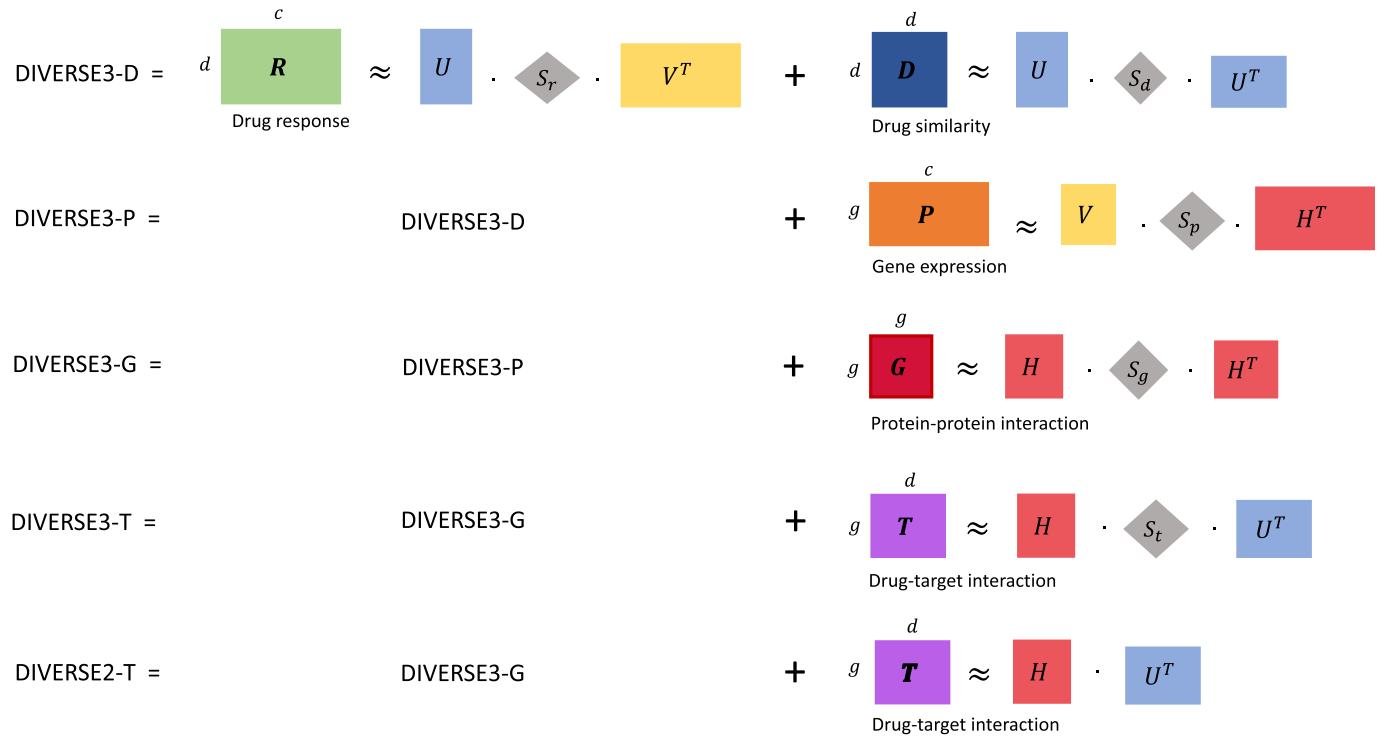 c d
DIVERSE3-D = d R ≈ U · S_r · V^T + d D ≈ U · S_d · U^T
Drug response Drug similarity
c
DIVERSE3-P = DIVERSE3-D + g P ≈ V · S_p · H^T
Gene expression
g
DIVERSE3-G = DIVERSE3-P + g G ≈ H · S_g · H^T
Protein-protein interaction
d
DIVERSE3-T = DIVERSE3-G + g T ≈ H · S_t · U^T
Drug-target interaction
d
DIVERSE2-T = DIVERSE3-G + g T ≈ H · U^T
Drug-target interaction